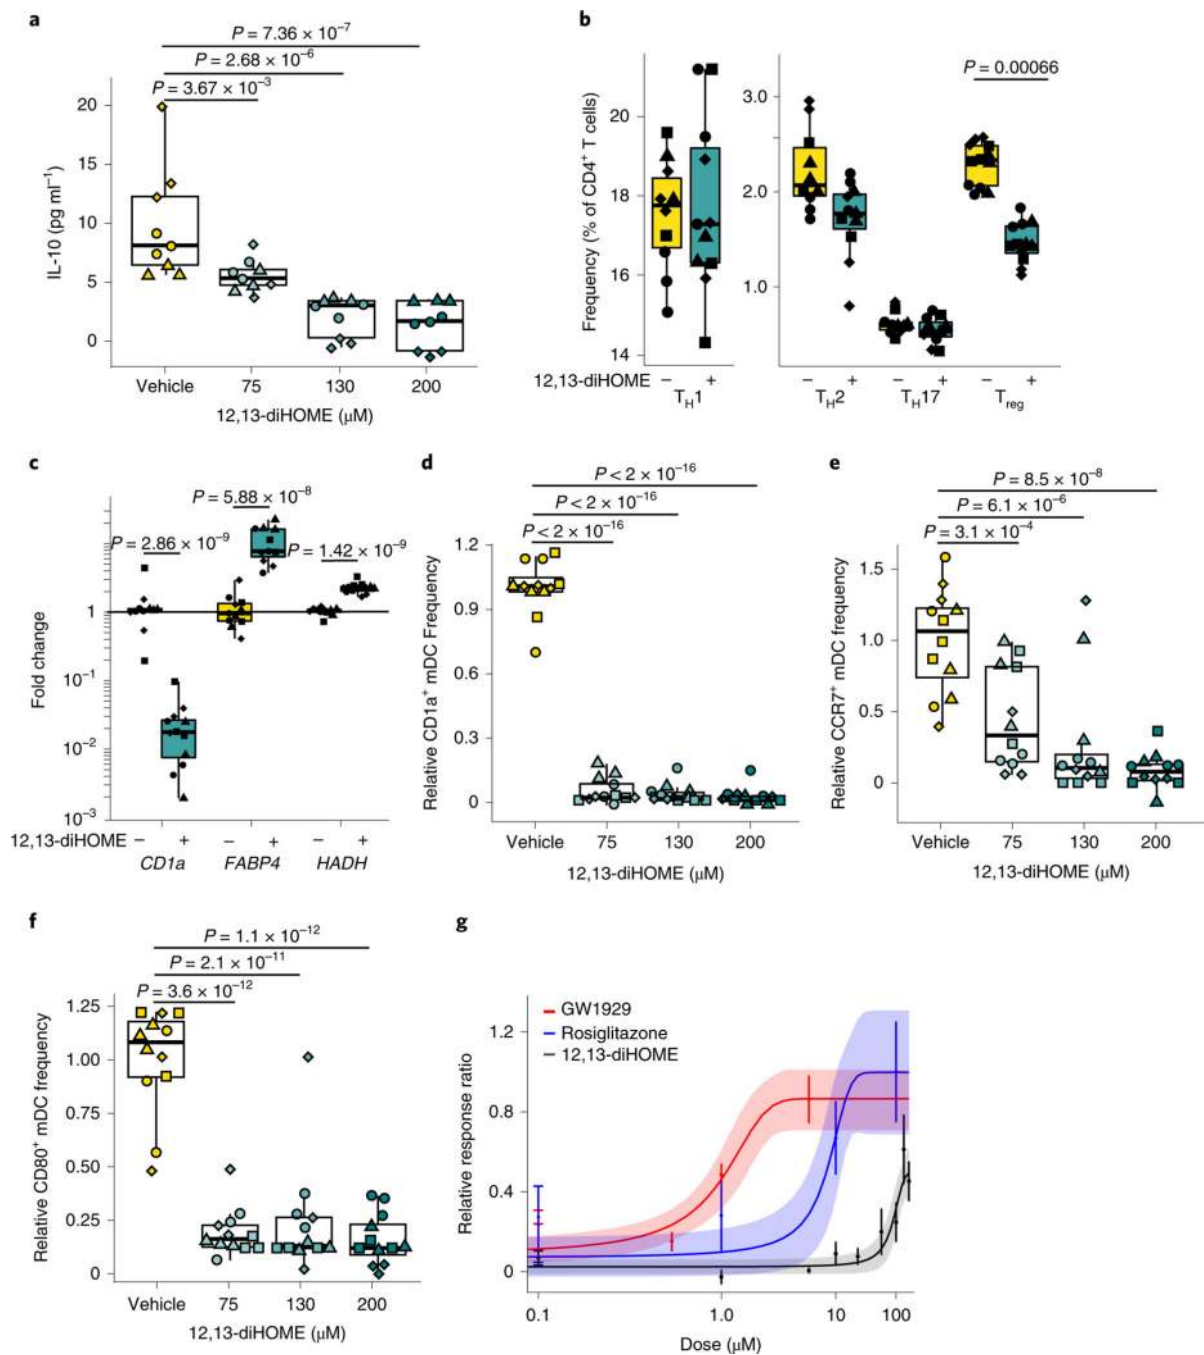 a
P = 7.36 × 10⁻⁷
P = 2.68 × 10⁻⁶
P = 3.67 × 10⁻³
20
15
10
5
0
IL-10 (pg ml⁻¹)
Vehicle 75 130 200
12,13-diHOME (μM)
b
P = 0.00066
20
18
16
14
3.0
2.0
1.0
Frequency (% of CD4⁺ T cells)
12,13-diHOME − + − + − + − +
T_H1 T_H2 T_H17 T_reg
c
P = 5.88 × 10⁻⁸
P = 2.86 × 10⁻⁹ P = 1.42 × 10⁻⁹
1
10⁻¹
10⁻²
10⁻³
Fold change
12,13-diHOME − + − + − +
CD1a FABP4 HADH
d
P < 2 × 10⁻¹⁶
P < 2 × 10⁻¹⁶
P < 2 × 10⁻¹⁶
1.2
0.9
0.6
0.3
0
Relative CD1a⁺ mDC Frequency
Vehicle 75 130 200
12,13-diHOME (μM)
e
P = 8.5 × 10⁻⁸
P = 6.1 × 10⁻⁶
P = 3.1 × 10⁻⁴
1.5
1.0
0.5
0
Relative CCR7⁺ mDC frequency
Vehicle 75 130 200
12,13-diHOME (μM)
f
P = 1.1 × 10⁻¹²
P = 2.1 × 10⁻¹¹
P = 3.6 × 10⁻¹²
1.25
1.00
0.75
0.50
0.25
0
Relative CD80⁺ mDC frequency
Vehicle 75 130 200
12,13-diHOME (μM)
g
GW1929
Rosiglitazone
12,13-diHOME
1.2
0.8
0.4
0
Relative response ratio
0.1 1.0 10 100
Dose (μM)